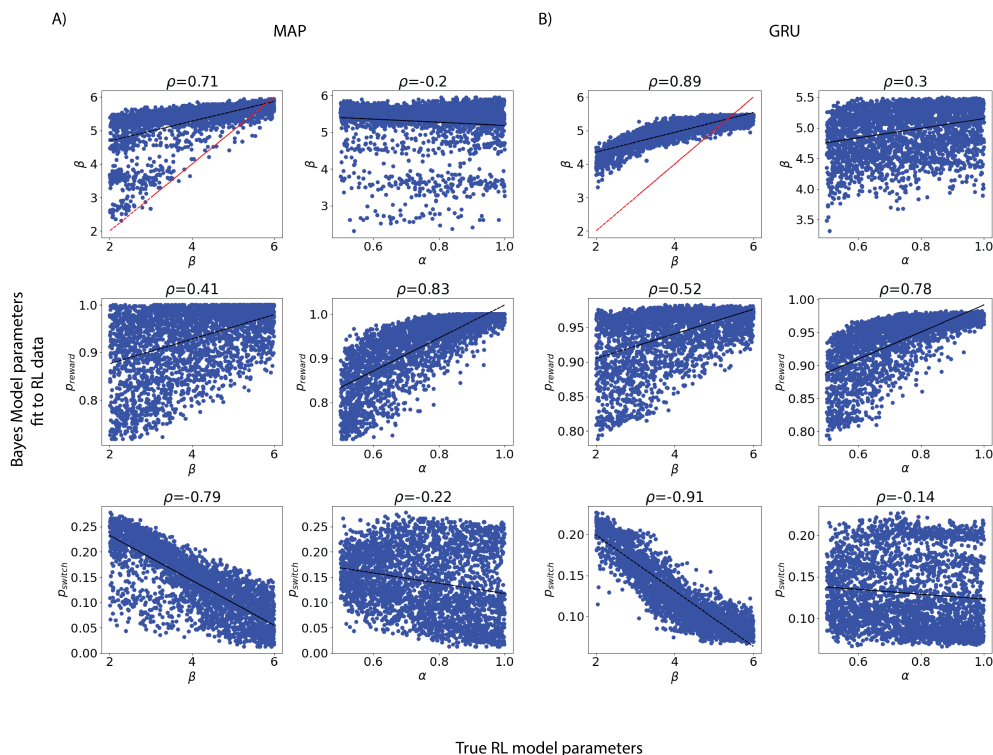 A)
B)
MAP
GRU
ρ=0.71
ρ=-0.2
ρ=0.89
ρ=0.3
β
6
5
4
3
2
2 4 6
β
β
6
5
4
3
0.6 0.8 1.0
α
β
6
5
4
3
2
2 4 6
β
β
5.5
5.0
4.5
4.0
3.5
0.6 0.8 1.0
α
Bayes Model parameters
fit to RL data
ρ=0.41
ρ=0.83
ρ=0.52
ρ=0.78
p_reward
1.0
0.9
0.8
2 4 6
β
p_reward
1.0
0.9
0.8
0.6 0.8 1.0
α
p_reward
0.95
0.90
0.85
0.80
2 4 6
β
p_reward
1.00
0.95
0.90
0.85
0.80
0.6 0.8 1.0
α
ρ=-0.79
ρ=-0.22
ρ=-0.91
ρ=-0.14
p_switch
0.25
0.20
0.15
0.10
0.05
0.00
2 4 6
β
p_switch
0.25
0.20
0.15
0.10
0.05
0.00
0.6 0.8 1.0
α
p_switch
0.20
0.15
0.10
2 4 6
β
p_switch
0.20
0.15
0.10
0.6 0.8 1.0
α
True RL model parameters